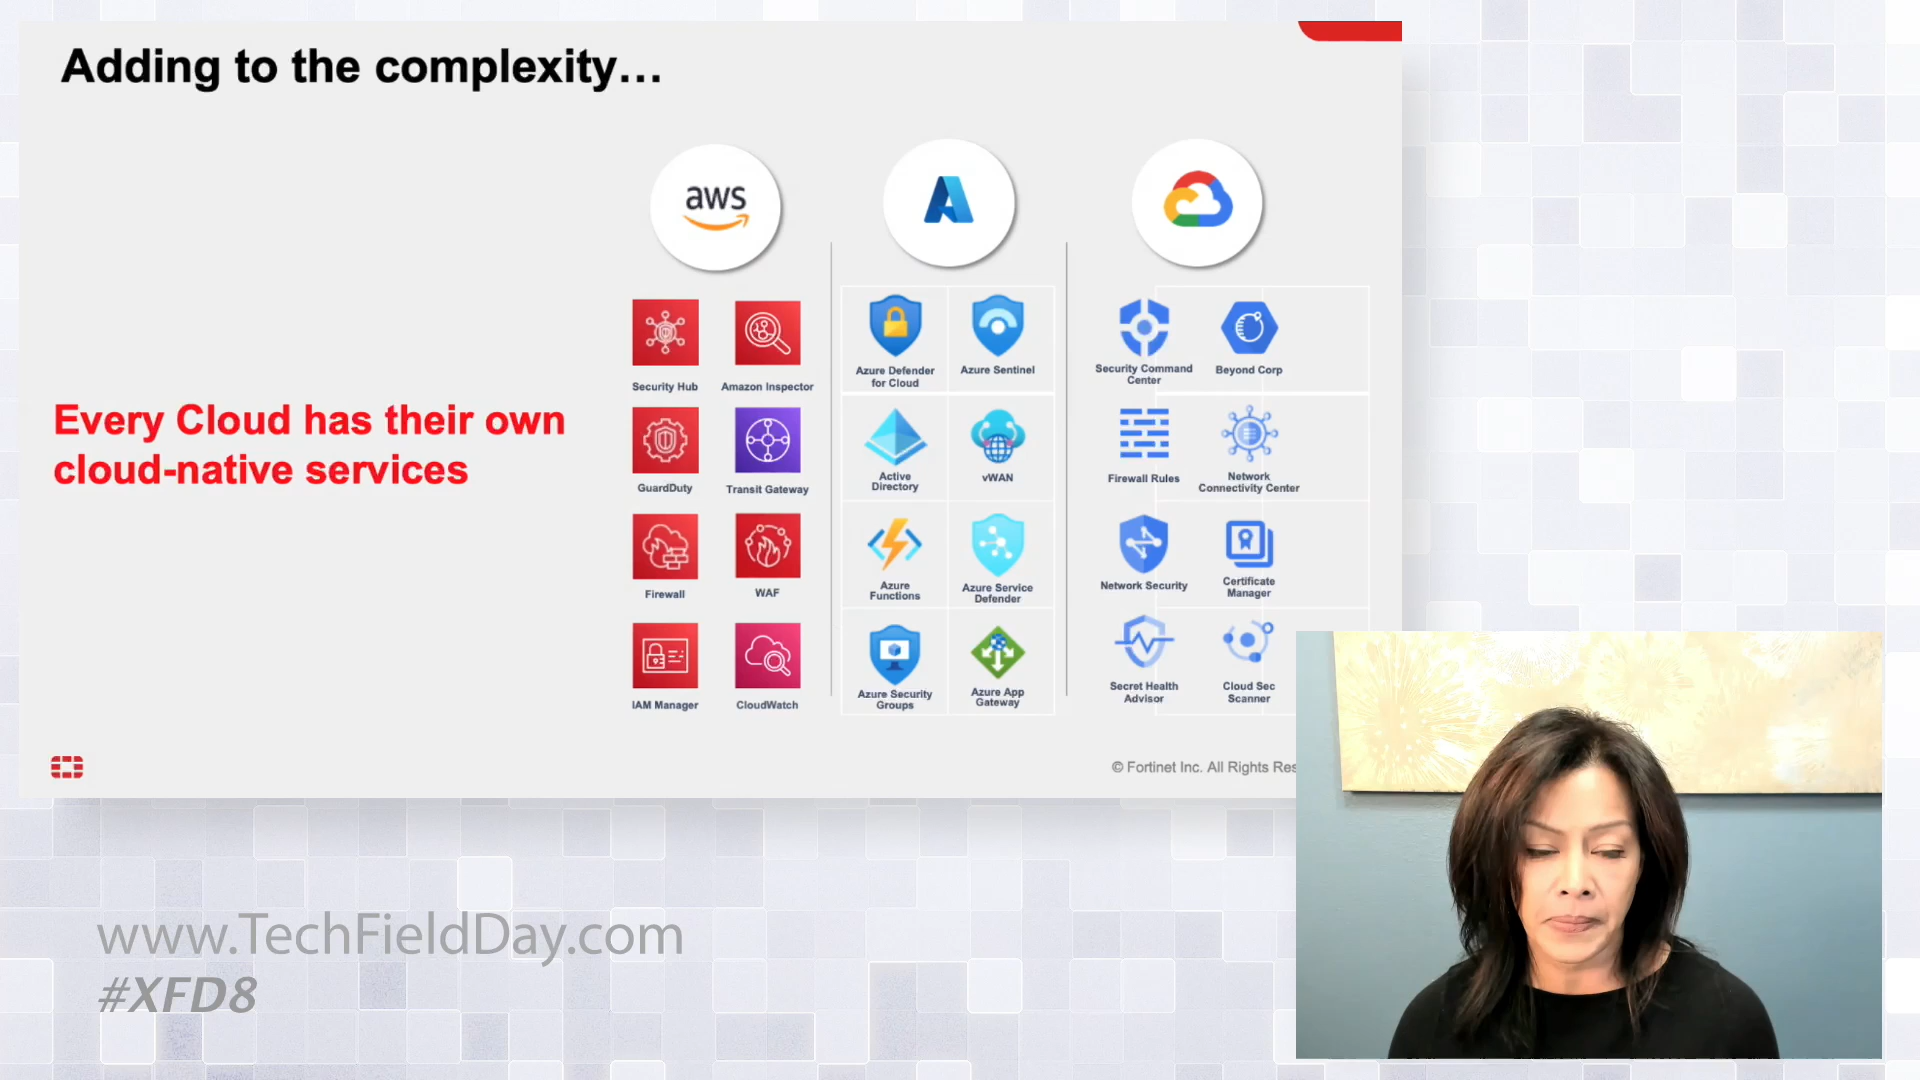 Adding to the complexity…
aws
Every Cloud has their own
cloud-native services
Security Hub
Amazon Inspector
GuardDuty
Transit Gateway
Firewall
WAF
IAM Manager
CloudWatch
Azure Defender
for Cloud
Azure Sentinel
Active
Directory
vWAN
Azure
Functions
Azure Service
Defender
Azure Security
Groups
Azure App
Gateway
Security Command
Center
Beyond Corp
Firewall Rules
Network
Connectivity Center
Network Security
Certificate
Manager
Secret Health
Advisor
Cloud Sec
Scanner
© Fortinet Inc. All Rights Res
www.TechFieldDay.com
#XFD8